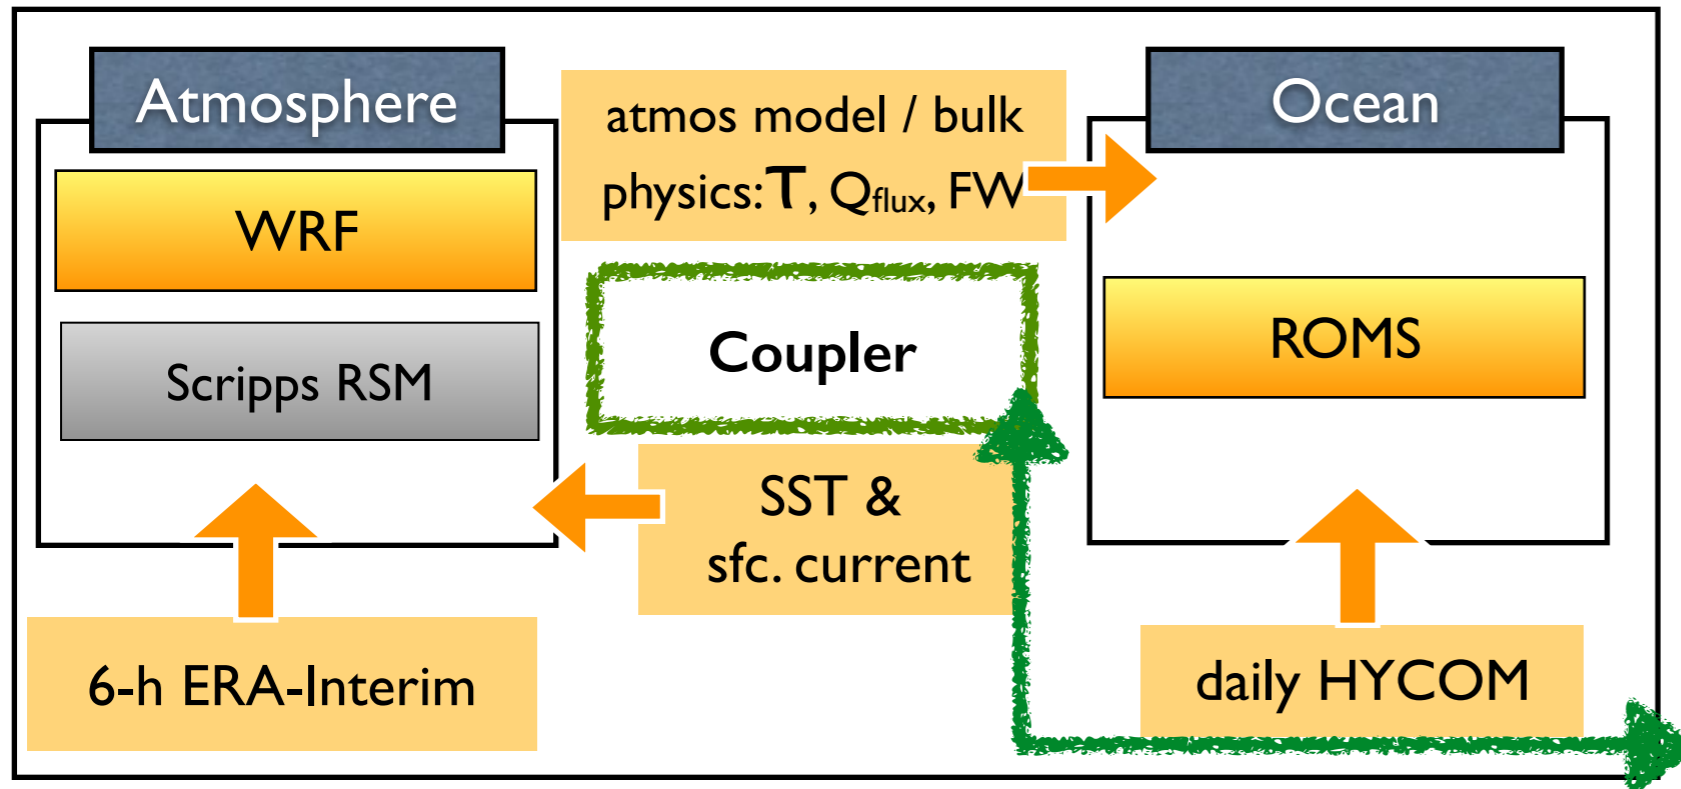 Atmosphere
WRF
Scripps RSM
6-h ERA-Interim
atmos model / bulk
physics: τ, Qflux, FW
Coupler
SST &
sfc. current
Ocean
ROMS
daily HYCOM